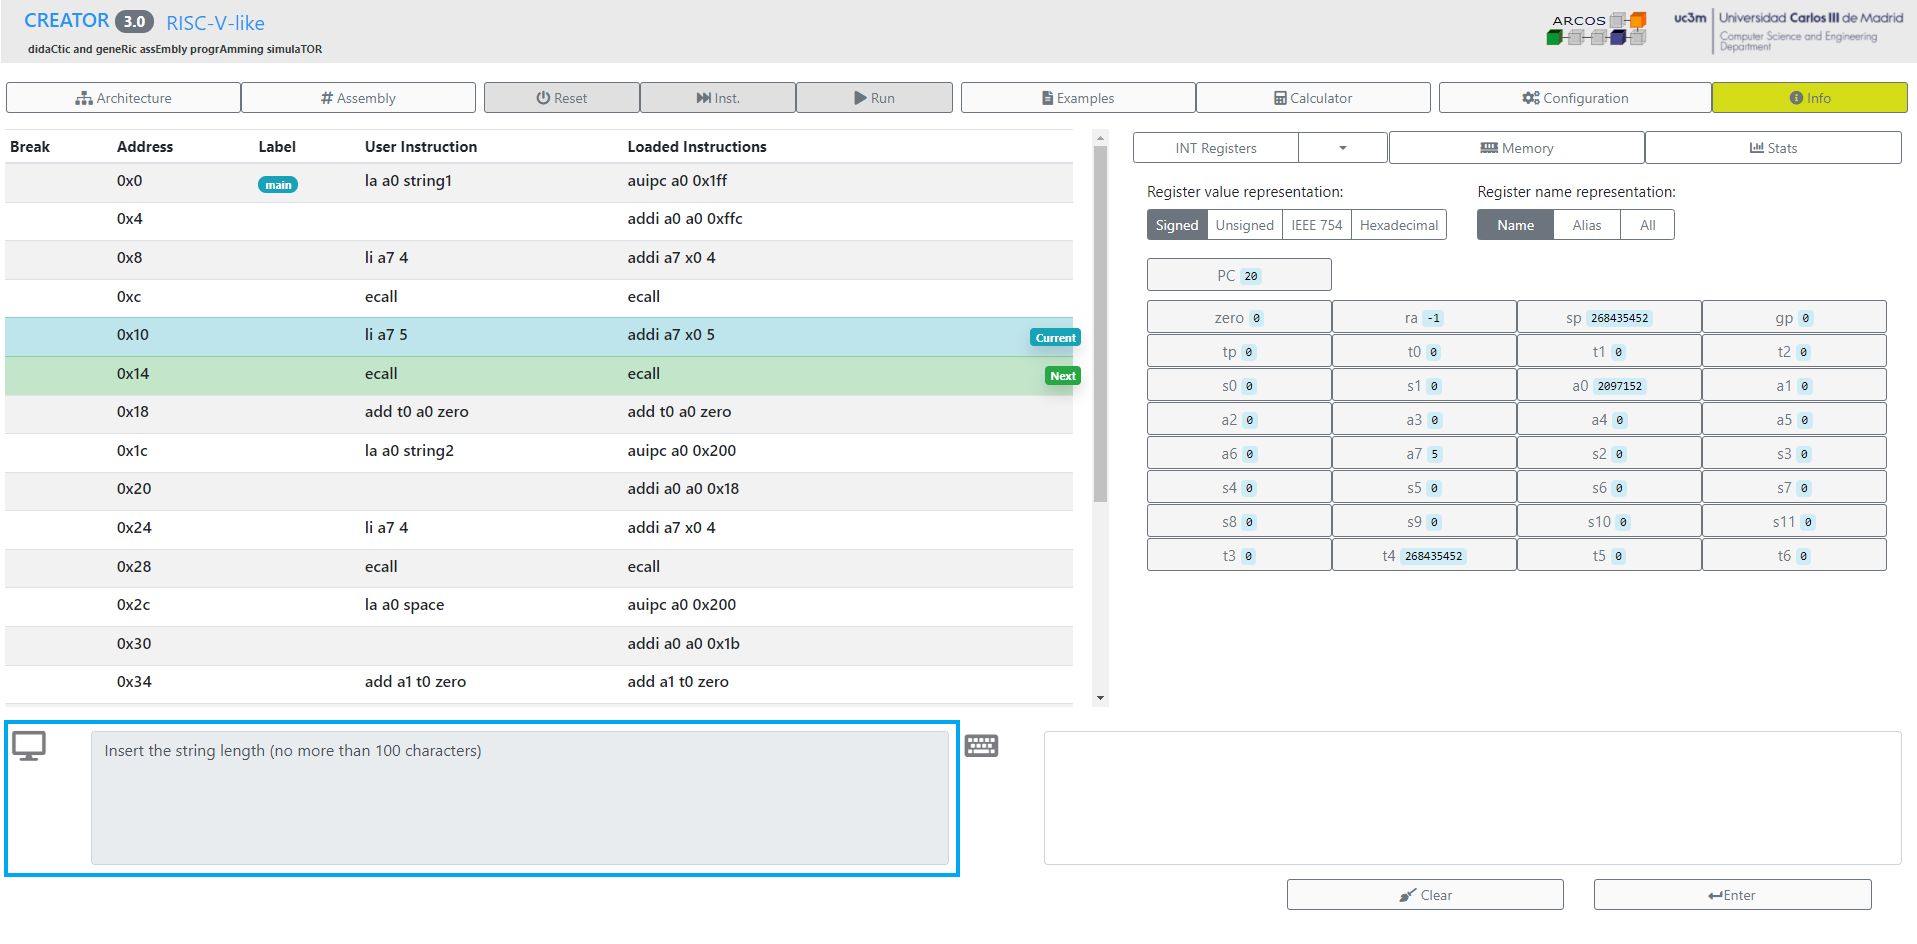 CREATOR 3.0 RISC-V-like
didaCtic and geneRic assEmbly progrAmming simulaTOR
ARCOS
uc3m Universidad Carlos III de Madrid
Computer Science and Engineering
Department
Architecture # Assembly Reset Inst. Run Examples Calculator Configuration Info
Break Address Label User Instruction Loaded Instructions
0x0 main la a0 string1 auipc a0 0x1ff
0x4 addi a0 a0 0xffc
0x8 li a7 4 addi a7 x0 4
0xc ecall ecall
0x10 li a7 5 addi a7 x0 5 Current
0x14 ecall ecall Next
0x18 add t0 a0 zero add t0 a0 zero
0x1c la a0 string2 auipc a0 0x200
0x20 addi a0 a0 0x18
0x24 li a7 4 addi a7 x0 4
0x28 ecall ecall
0x2c la a0 space auipc a0 0x200
0x30 addi a0 a0 0x1b
0x34 add a1 t0 zero add a1 t0 zero
INT Registers Memory Stats
Register value representation: Register name representation:
Signed Unsigned IEEE 754 Hexadecimal Name Alias All
PC 20
zero 0 ra -1 sp 268435452 gp 0
tp 0 t0 0 t1 0 t2 0
s0 0 s1 0 a0 2097152 a1 0
a2 0 a3 0 a4 0 a5 0
a6 0 a7 5 s2 0 s3 0
s4 0 s5 0 s6 0 s7 0
s8 0 s9 0 s10 0 s11 0
t3 0 t4 268435452 t5 0 t6 0
Insert the string length (no more than 100 characters)
Clear Enter